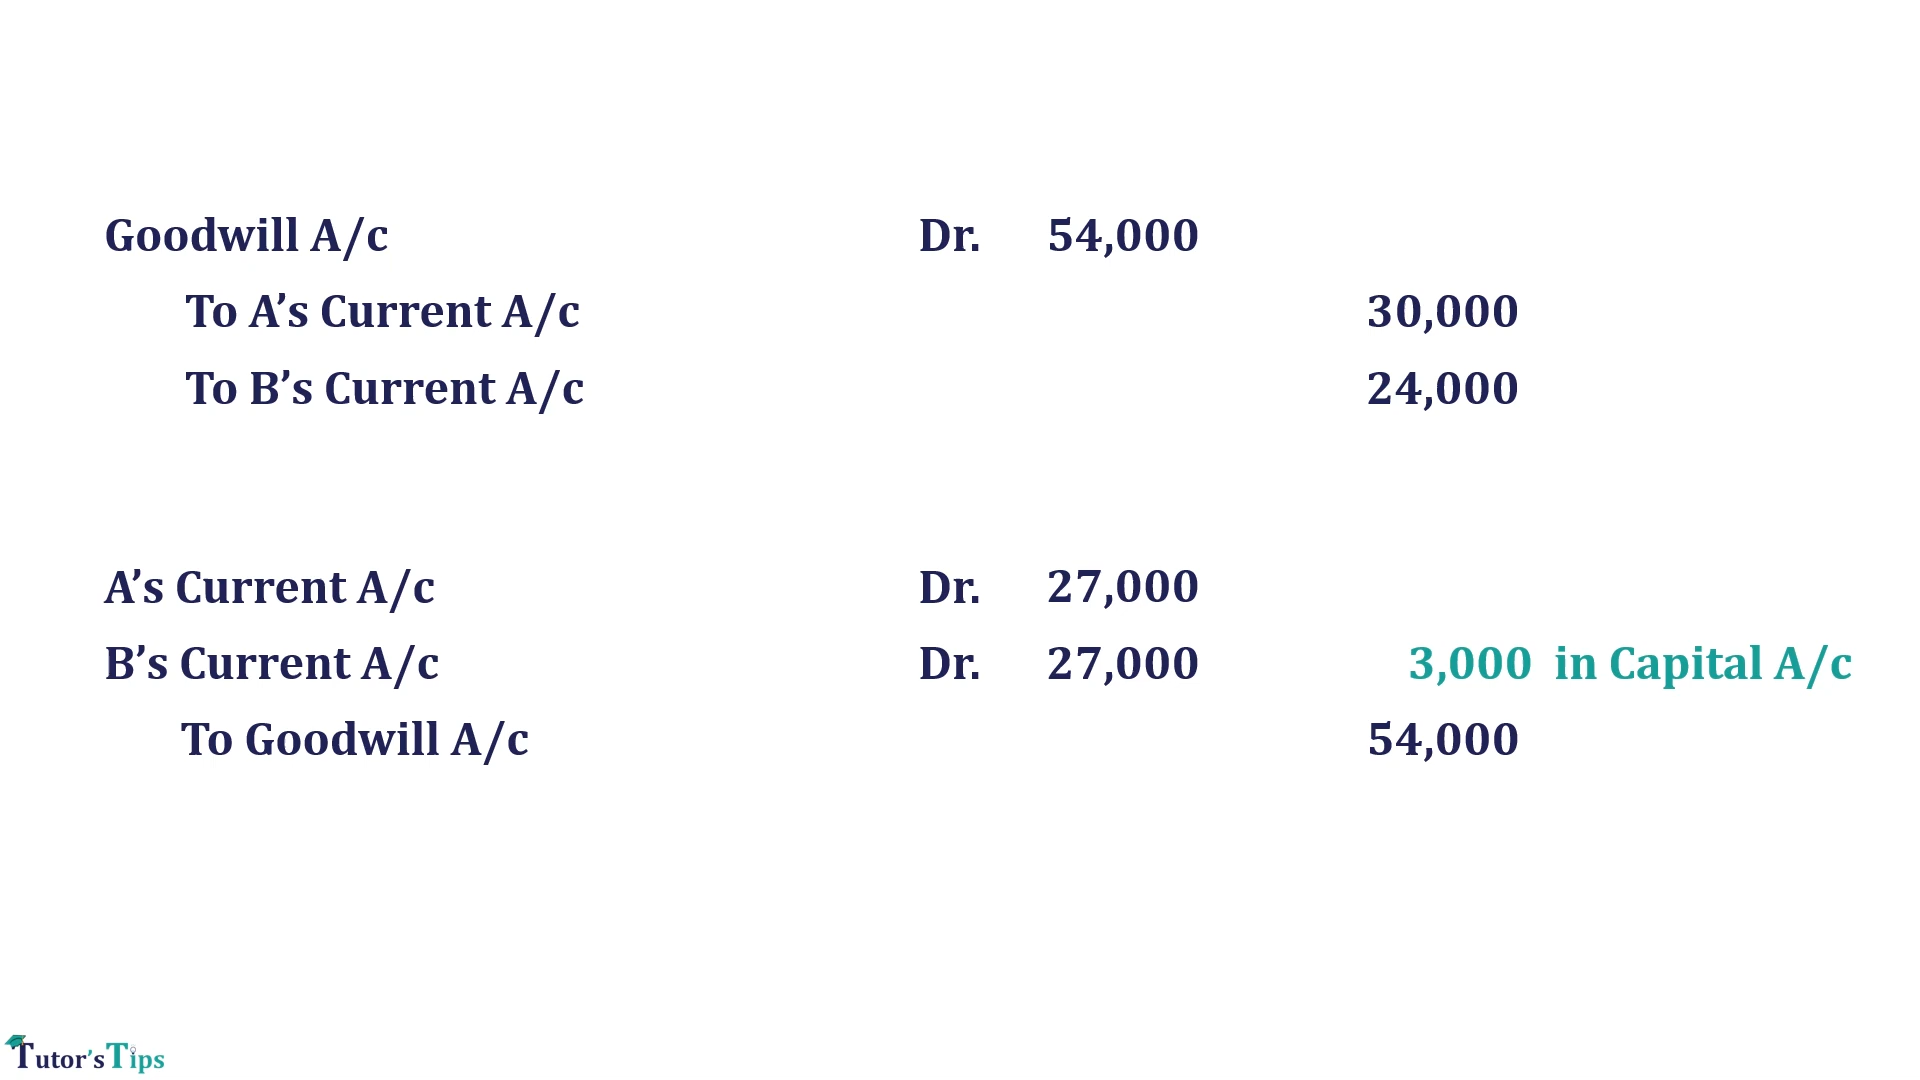 Goodwill A/c Dr. 54,000
To A’s Current A/c 30,000
To B’s Current A/c 24,000
A’s Current A/c Dr. 27,000
B’s Current A/c Dr. 27,000 3,000 in Capital A/c
To Goodwill A/c 54,000
Tutor’sTips